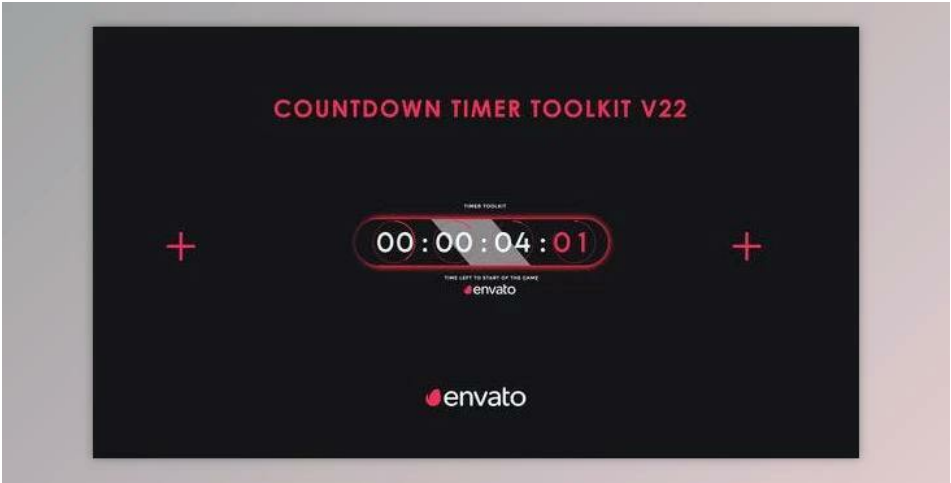 COUNTDOWN TIMER TOOLKIT V22
TIMER TOOLKIT
00:00:04:01
TIME LEFT TO START OF THE GAME
envato
envato